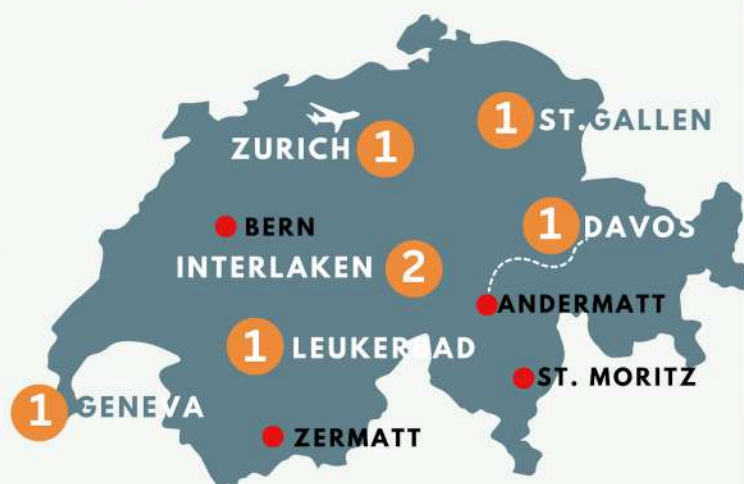 1 ST.GALLEN
ZURICH 1
BERN
1 DAVOS
INTERLAKEN 2
ANDERMATT
1 LEUKERBAD
ST. MORITZ
1 GENEVA
ZERMATT